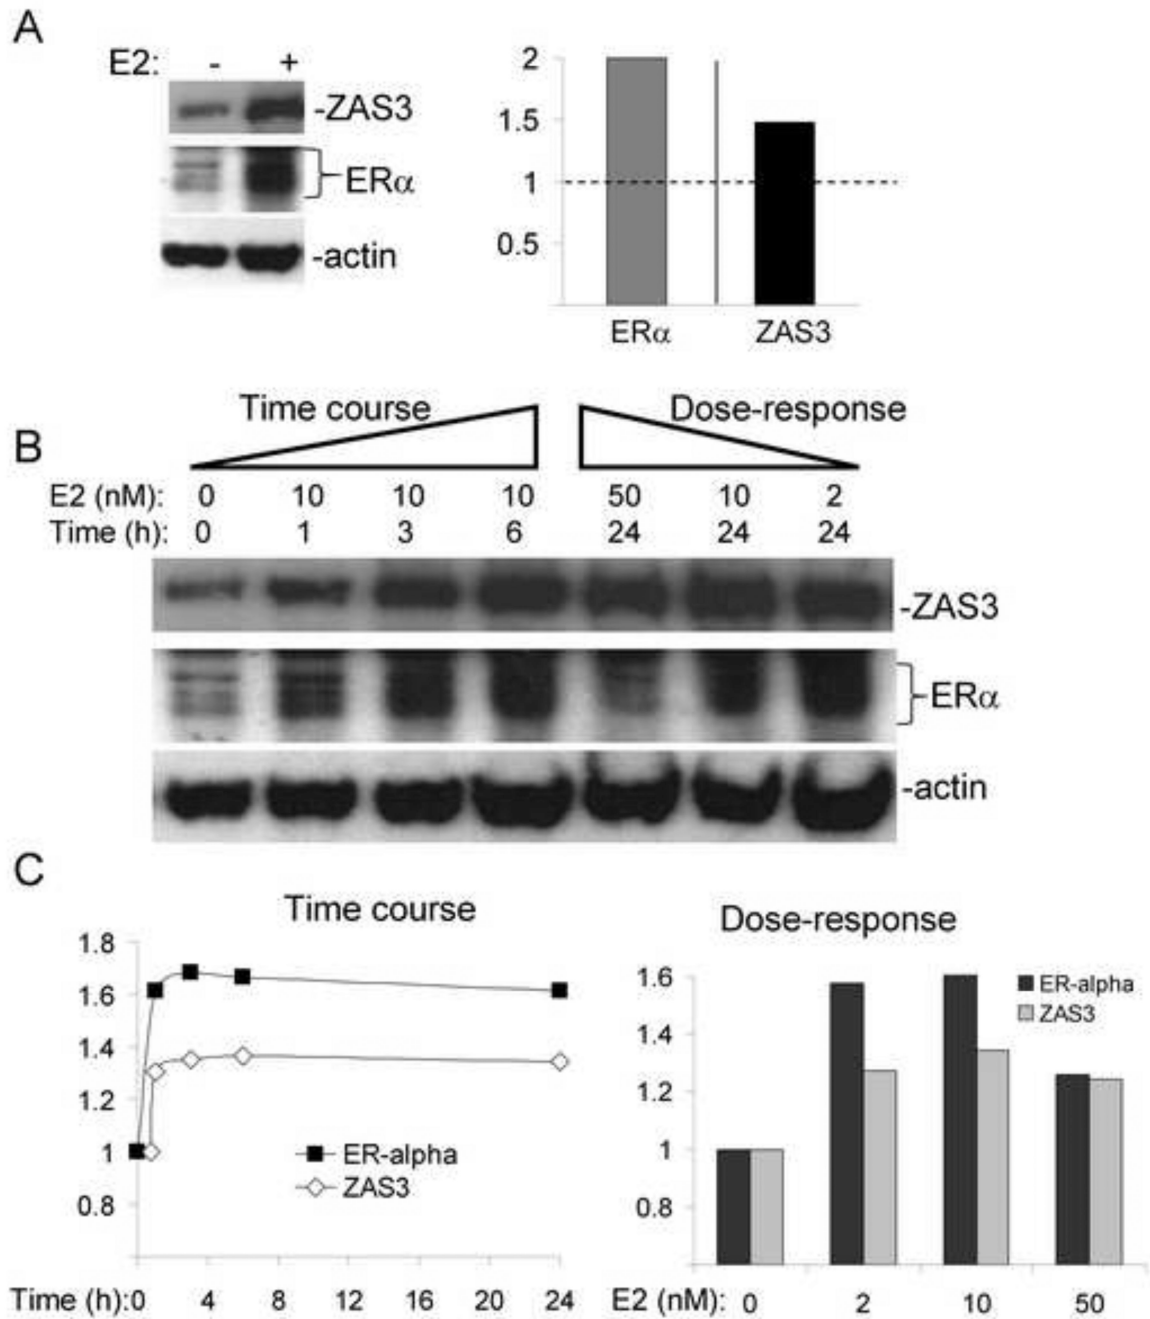 A
E2: - +
-ZAS3
ERα
-actin
2
1.5
1
0.5
ERα ZAS3
B
Time course Dose-response
E2 (nM): 0 10 10 10 50 10 2
Time (h): 0 1 3 6 24 24 24
-ZAS3
ERα
-actin
C
Time course
1.8
1.6
1.4
1.2
1
0.8
ER-alpha
ZAS3
Time (h):0 4 8 12 16 20 24
Dose-response
1.6
1.4
1.2
1
0.8
ER-alpha
ZAS3
E2 (nM): 0 2 10 50